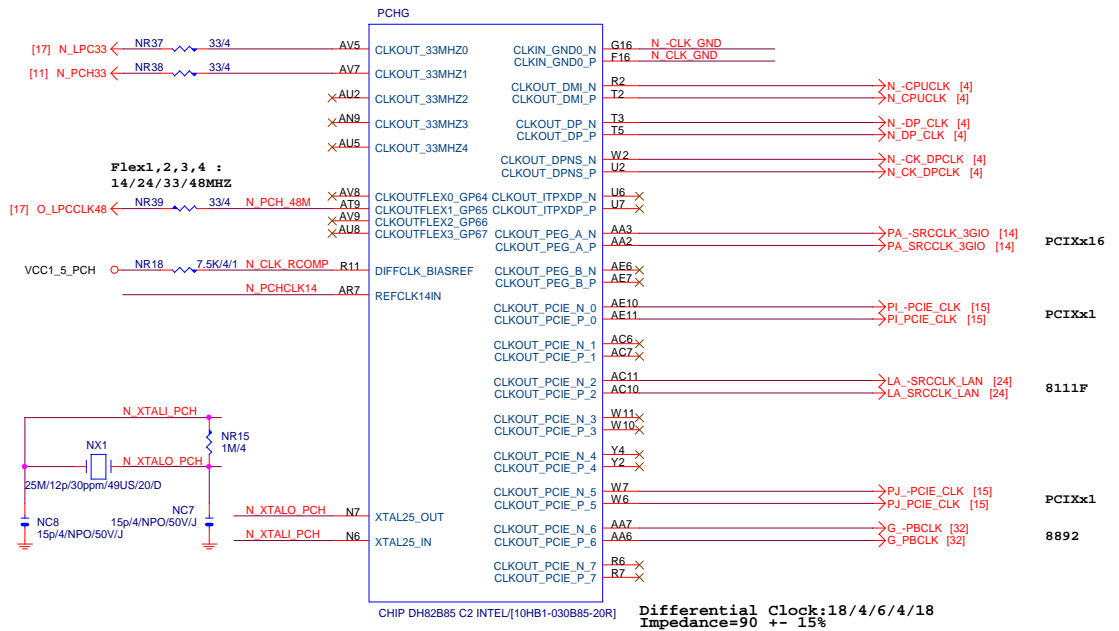 PCHG
[17] N_LPC33 NR37 33/4 AV5 CLKOUT_33MHZ0
[11] N_PCH33 NR38 33/4 AV7 CLKOUT_33MHZ1
AU2 CLKOUT_33MHZ2
AN9 CLKOUT_33MHZ3
AU5 CLKOUT_33MHZ4
Flex1,2,3,4 :
14/24/33/48MHZ
AV8 CLKOUTFLEX0_GP64
[17] O_LPCCLK48 NR39 33/4 N_PCH_48M AT9 CLKOUTFLEX1_GP65
AV9 CLKOUTFLEX2_GP66
AU8 CLKOUTFLEX3_GP67
VCC1_5_PCH NR18 7.5K/4/1 N_CLK_RCOMP R11 DIFFCLK_BIASREF
N_PCHCLK14 AR7 REFCLK14IN
N_XTALI_PCH
NR15
1M/4
NX1
N_XTALO_PCH
25M/12p/30ppm/49US/20/D
NC8
15p/4/NPO/50V/J
NC7
15p/4/NPO/50V/J
N_XTALO_PCH N7 XTAL25_OUT
N_XTALI_PCH N6 XTAL25_IN
CLKIN_GND0_N G16 N_-CLK_GND
CLKIN_GND0_P F16 N_CLK_GND
CLKOUT_DMI_N R2 N_-CPUCLK [4]
CLKOUT_DMI_P T2 N_CPUCLK [4]
CLKOUT_DP_N T3 N_-DP_CLK [4]
CLKOUT_DP_P T5 N_DP_CLK [4]
CLKOUT_DPNS_N W2 N_-CK_DPCLK [4]
CLKOUT_DPNS_P U2 N_CK_DPCLK [4]
CLKOUT_ITPXDP_N U6
CLKOUT_ITPXDP_P U7
CLKOUT_PEG_A_N AA3 PA_-SRCCLK_3GIO [14]
CLKOUT_PEG_A_P AA2 PA_SRCCLK_3GIO [14]
PCIXx16
CLKOUT_PEG_B_N AE6
CLKOUT_PEG_B_P AE7
CLKOUT_PCIE_N_0 AE10 PI_-PCIE_CLK [15]
CLKOUT_PCIE_P_0 AE11 PI_PCIE_CLK [15]
PCIXx1
CLKOUT_PCIE_N_1 AC6
CLKOUT_PCIE_P_1 AC7
CLKOUT_PCIE_N_2 AC11 LA_-SRCCLK_LAN [24]
CLKOUT_PCIE_P_2 AC10 LA_SRCCLK_LAN [24]
8111F
CLKOUT_PCIE_N_3 W11
CLKOUT_PCIE_P_3 W10
CLKOUT_PCIE_N_4 Y4
CLKOUT_PCIE_P_4 Y2
CLKOUT_PCIE_N_5 W7 PJ_-PCIE_CLK [15]
CLKOUT_PCIE_P_5 W6 PJ_PCIE_CLK [15]
PCIXx1
CLKOUT_PCIE_N_6 AA7 G_-PBCLK [32]
CLKOUT_PCIE_P_6 AA6 G_PBCLK [32]
8892
CLKOUT_PCIE_N_7 R6
CLKOUT_PCIE_P_7 R7
CHIP DH82B85 C2 INTEL/[10HB1-030B85-20R]
Differential Clock:18/4/6/4/18
Impedance=90 +- 15%